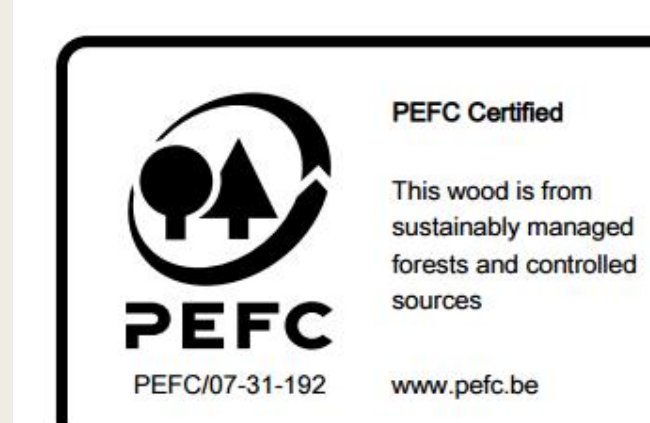 PEFC Certified
This wood is from
sustainably managed
forests and controlled
sources
PEFC
PEFC/07-31-192
www.pefc.be